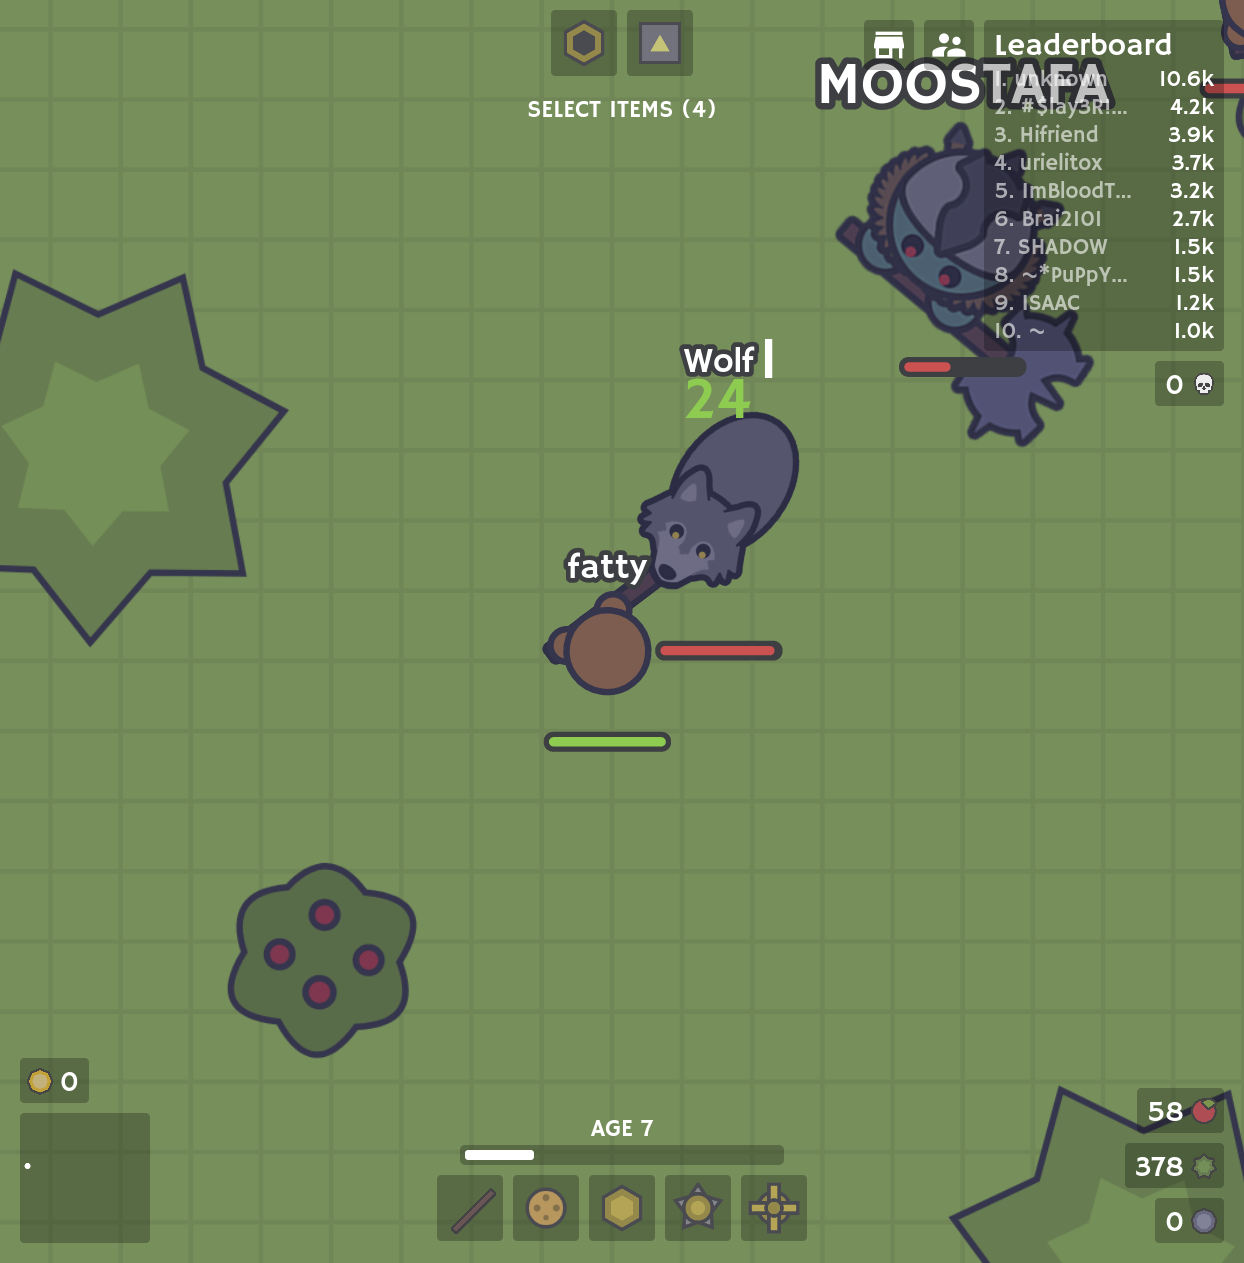 SELECT ITEMS (4)
MOOSTAFA
Leaderboard
1. unknown 10.6k
2. #$lay3R!... 4.2k
3. Hifriend 3.9k
4. urielitox 3.7k
5. ImBloodT... 3.2k
6. Brai2101 2.7k
7. SHADOW 1.5k
8. ~*PuPpY... 1.5k
9. ISAAC 1.2k
10. ~ 1.0k
0
Wolf
24
fatty
0
AGE 7
58
378
0